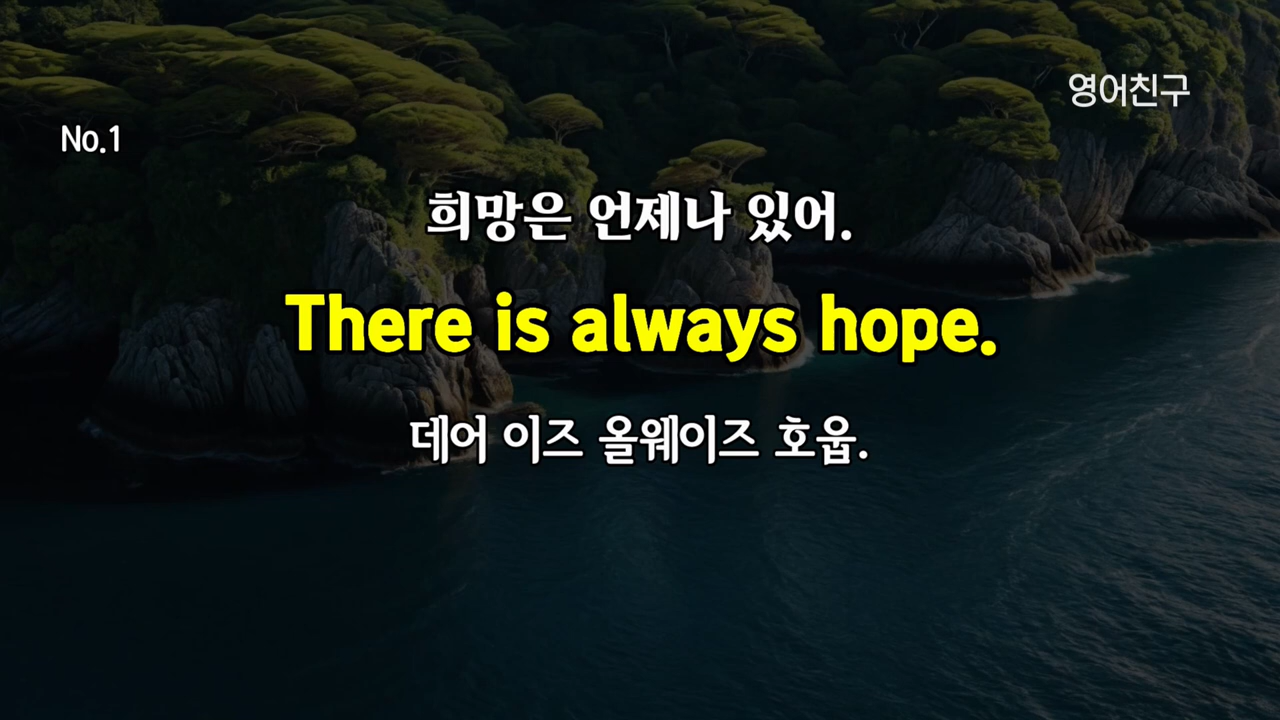 영어친구
No.1
희망은 언제나 있어.
There is always hope.
데어 이즈 올웨이즈 호웁.